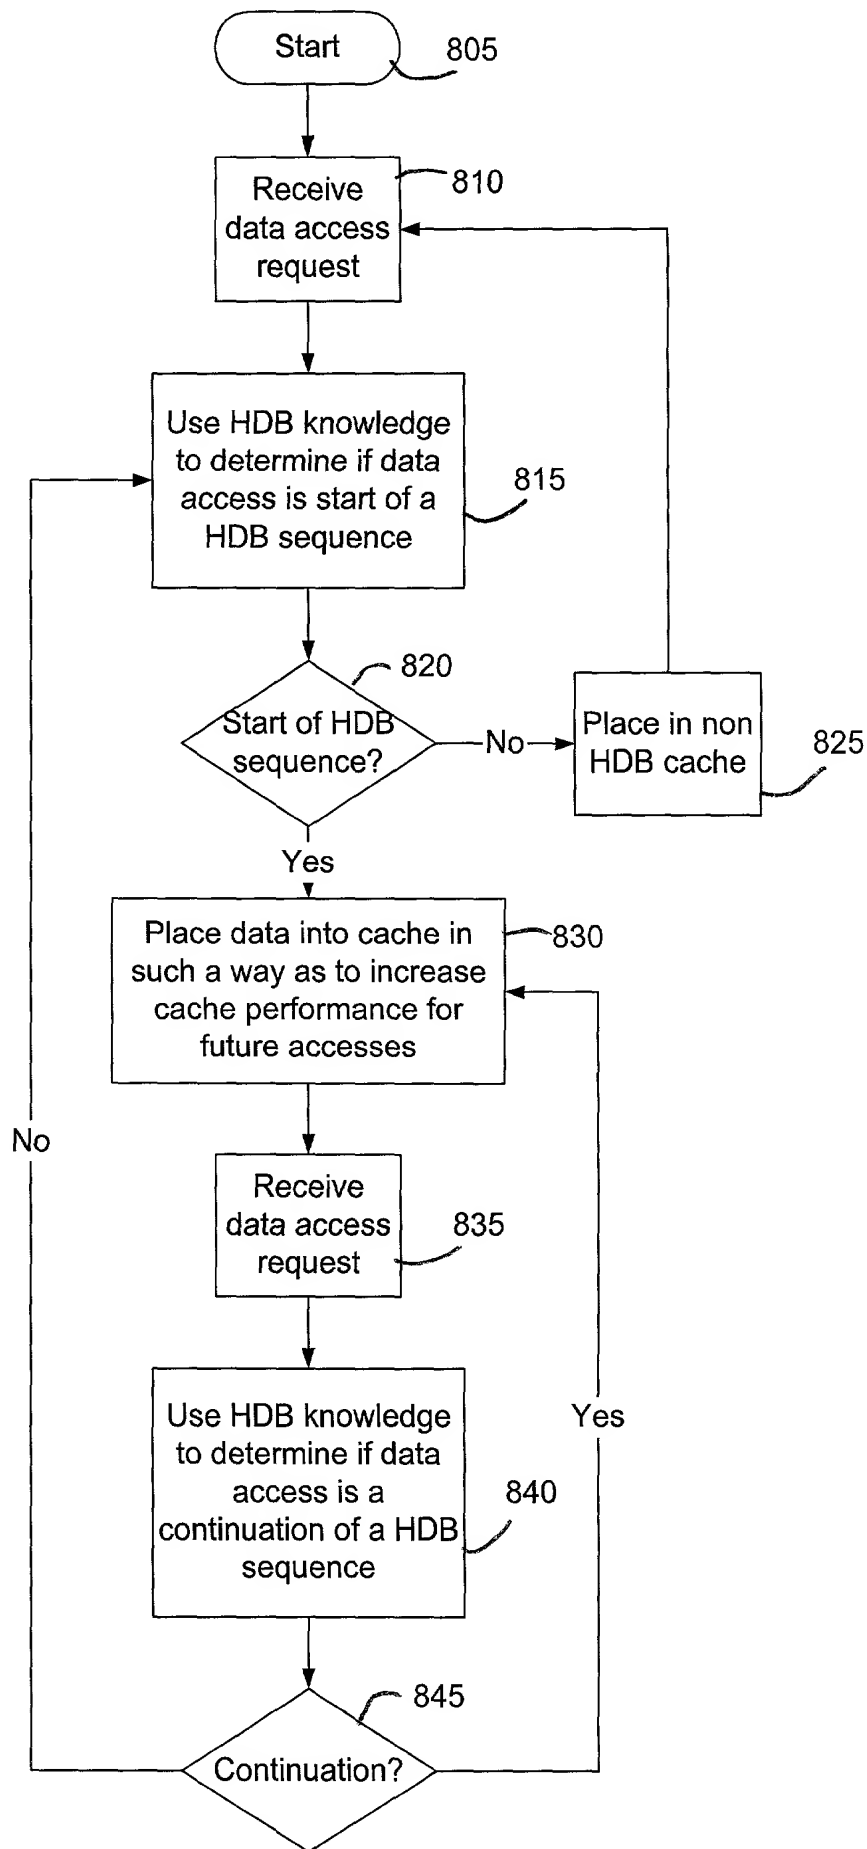 Start
805
Receive
data access
request
810
Use HDB knowledge
to determine if data
access is start of a
HDB sequence
815
820
Start of HDB
sequence?
No
Place in non
HDB cache
825
Yes
Place data into cache in
such a way as to increase
cache performance for
future accesses
830
No
Receive
data access
request
835
Use HDB knowledge
to determine if data
access is a
continuation of a HDB
sequence
840
Yes
845
Continuation?